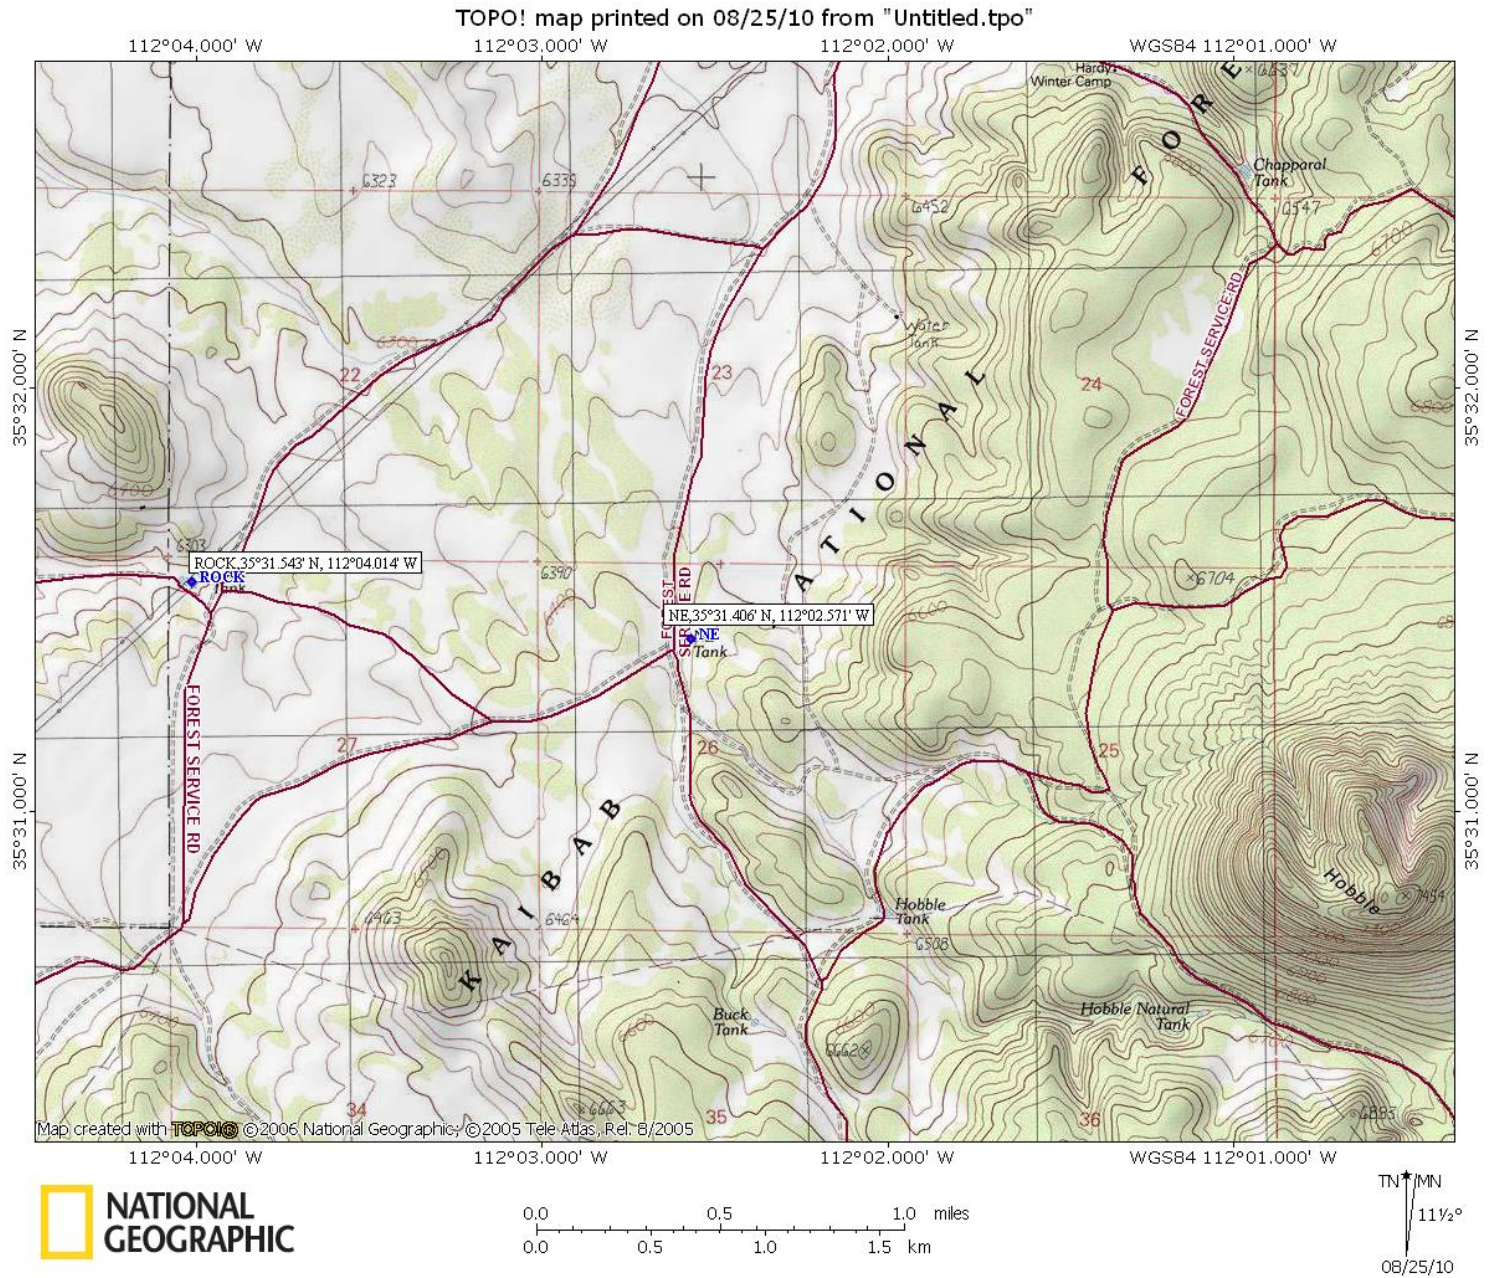 TOPO! map printed on 08/25/10 from "Untitled.tpo"
112°04.000' W 112°03.000' W 112°02.000' W WGS84 112°01.000' W
Hardy
Winter Camp
6637
F O R E
Chapparal
Tank
6323
6335
6452
6547
6700
Water
Tank
6300
35°32.000' N
35°32.000' N
22
23
24
FOREST SERVICE RD
6800
6400
A T I O N A L
6303
ROCK,35°31.543' N, 112°04.014' W
ROCK
Tank
6390
6400
6704
FOREST
SERVICE RD
NE,35°31.406' N, 112°02.571' W
NE
Tank
6600
FOREST SERVICE RD
27
26
25
35°31.000' N
35°31.000' N
K A I B A B
Hobble
7454
Hobble
Tank
6463
6464
6508
Buck
Tank
Hobble Natural
Tank
6600
6662
6663
6883
34
35
36
Map created with TOPO!® ©2006 National Geographic; ©2005 Tele Atlas, Rel. 8/2005
112°04.000' W 112°03.000' W 112°02.000' W WGS84 112°01.000' W
NATIONAL
GEOGRAPHIC
0.0 0.5 1.0 miles
0.0 0.5 1.0 1.5 km
TN MN
11½°
08/25/10